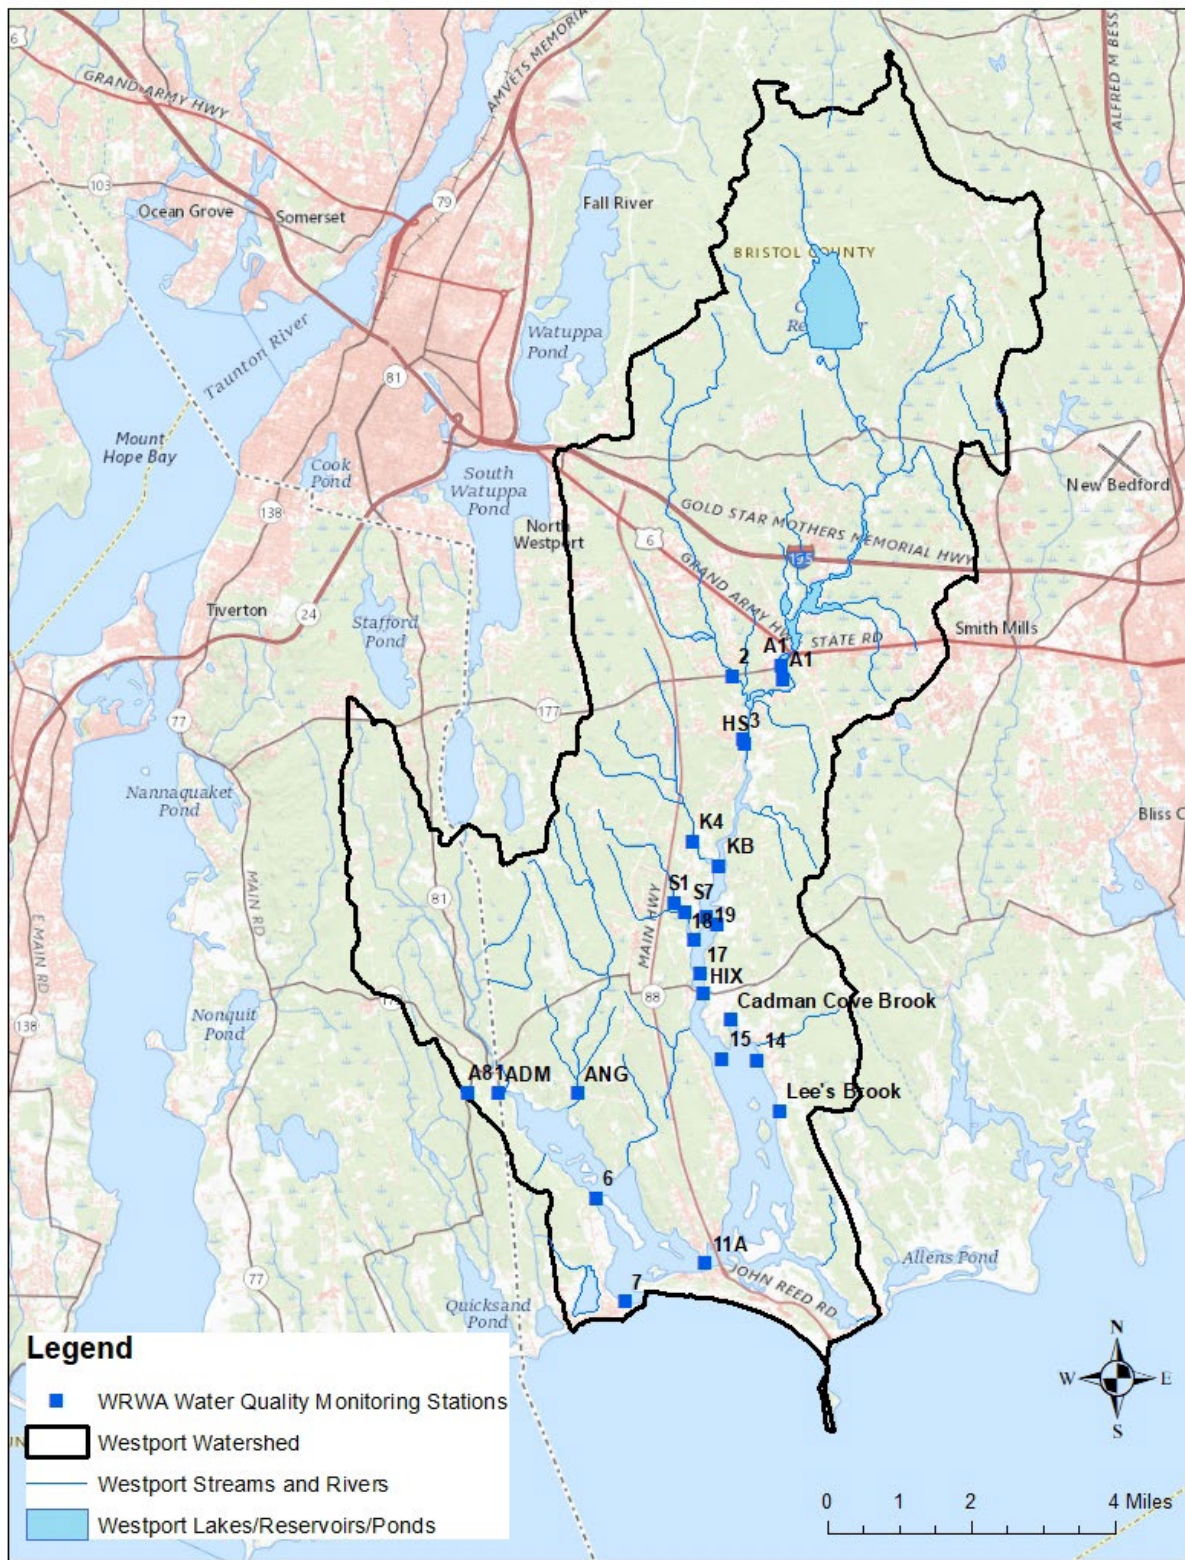 6
GRAND ARMY HWY
AMVETS MEMORIAL
ALFRED M BESS
103
Ocean Grove
Somerset
79
Fall River
BRISTOL COUNTY
Watuppa
Pond
Taunton River
81
Mount
Hope Bay
Cook
Pond
South
Watuppa
Pond
138
North
Westport
New Bedford
GOLD STAR MOTHERS MEMORIAL HWY
6
195
GRAND ARMY HWY
STATE RD
Smith Mills
Tiverton
24
Stafford
Pond
A1
A1
2
77
177
HS3
Nannaquaket
Pond
K4
KB
Bliss C
MAIN RD
81
S1
S7
E MAIN RD
MAIN HWY
18
19
17
HIX
88
Cadman Cove Brook
138
Nonquit
Pond
15
14
A81
ADM
ANG
Lee's Brook
6
11A
Allens Pond
JOHN REED RD
77
7
Quicksand
Pond
N
W
E
S
Legend
WRWA Water Quality Monitoring Stations
Westport Watershed
Westport Streams and Rivers
Westport Lakes/Reservoirs/Ponds
0 1 2 4 Miles